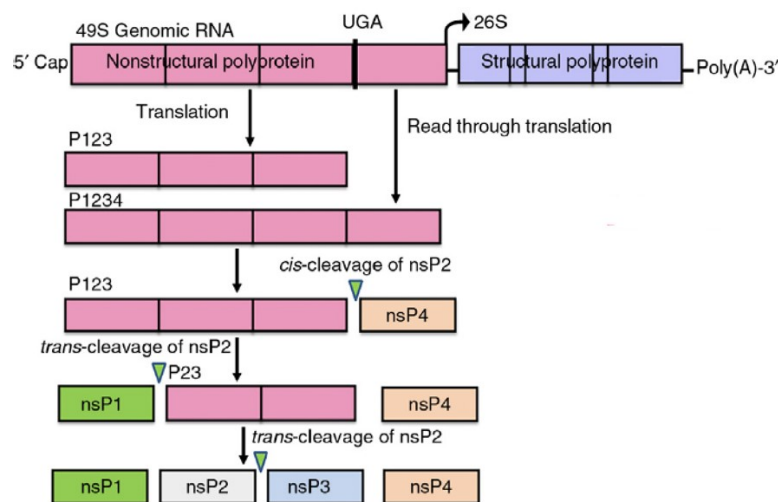 49S Genomic RNA
UGA
26S
5′ Cap
Nonstructural polyprotein
Structural polyprotein
Poly(A)-3′
Translation
Read through translation
P123
P1234
cis-cleavage of nsP2
P123
nsP4
trans-cleavage of nsP2
P23
nsP1
nsP4
trans-cleavage of nsP2
nsP1
nsP2
nsP3
nsP4